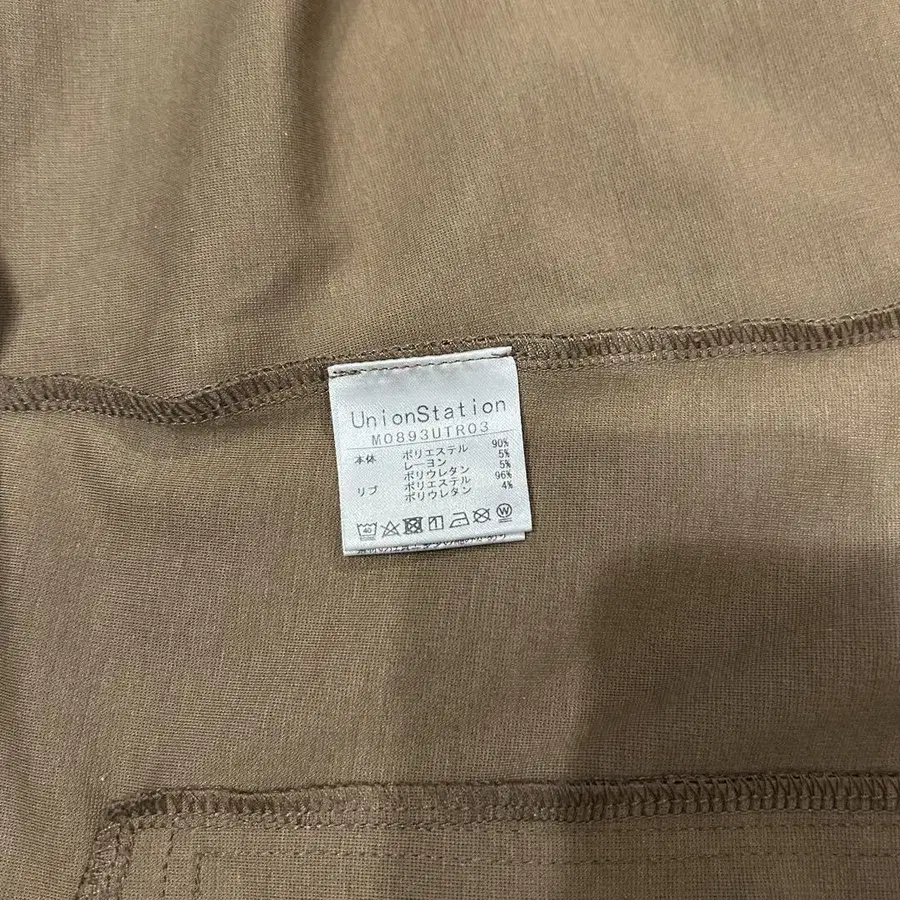 UnionStation
M0893UTR03
本体 ポリエステル 90%
レーヨン 5%
ポリウレタン 5%
リブ ポリエステル 96%
ポリウレタン 4%
40
W